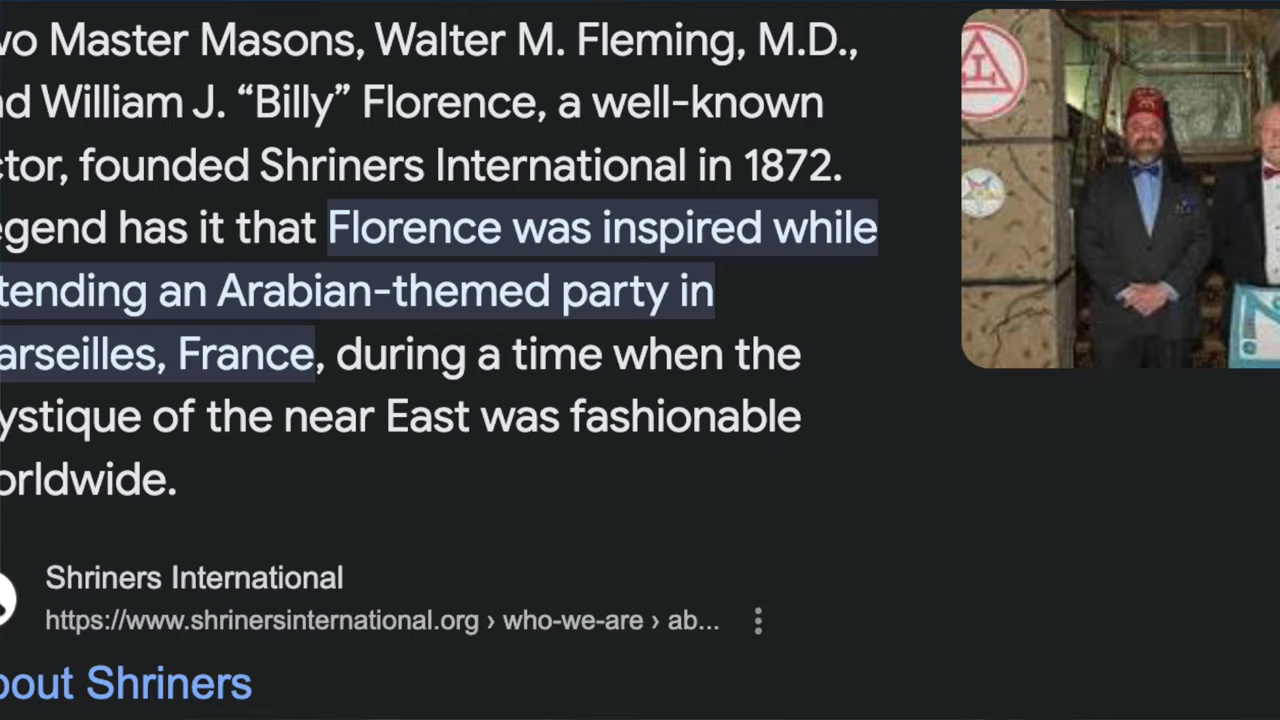 wo Master Masons, Walter M. Fleming, M.D.,
nd William J. “Billy” Florence, a well-known
ctor, founded Shriners International in 1872.
egend has it that Florence was inspired while
tending an Arabian-themed party in
arseilles, France, during a time when the
ystique of the near East was fashionable
orldwide.
Shriners International
https://www.shrinersinternational.org › who-we-are › ab...
bout Shriners